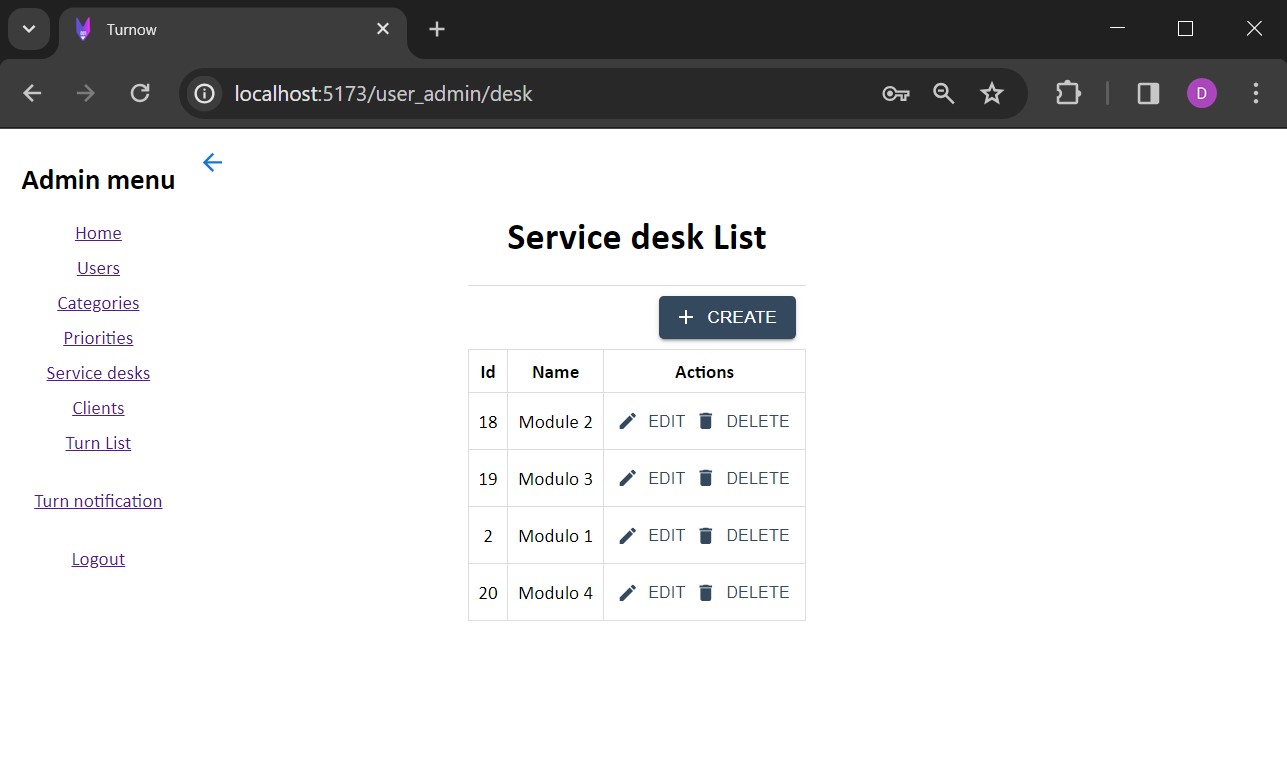 Turnow
localhost:5173/user_admin/desk
D
Admin menu
Home
Users
Categories
Priorities
Service desks
Clients
Turn List
Turn notification
Logout
Service desk List
CREATE
Id Name Actions
18 Module 2 EDIT DELETE
19 Modulo 3 EDIT DELETE
2 Modulo 1 EDIT DELETE
20 Modulo 4 EDIT DELETE